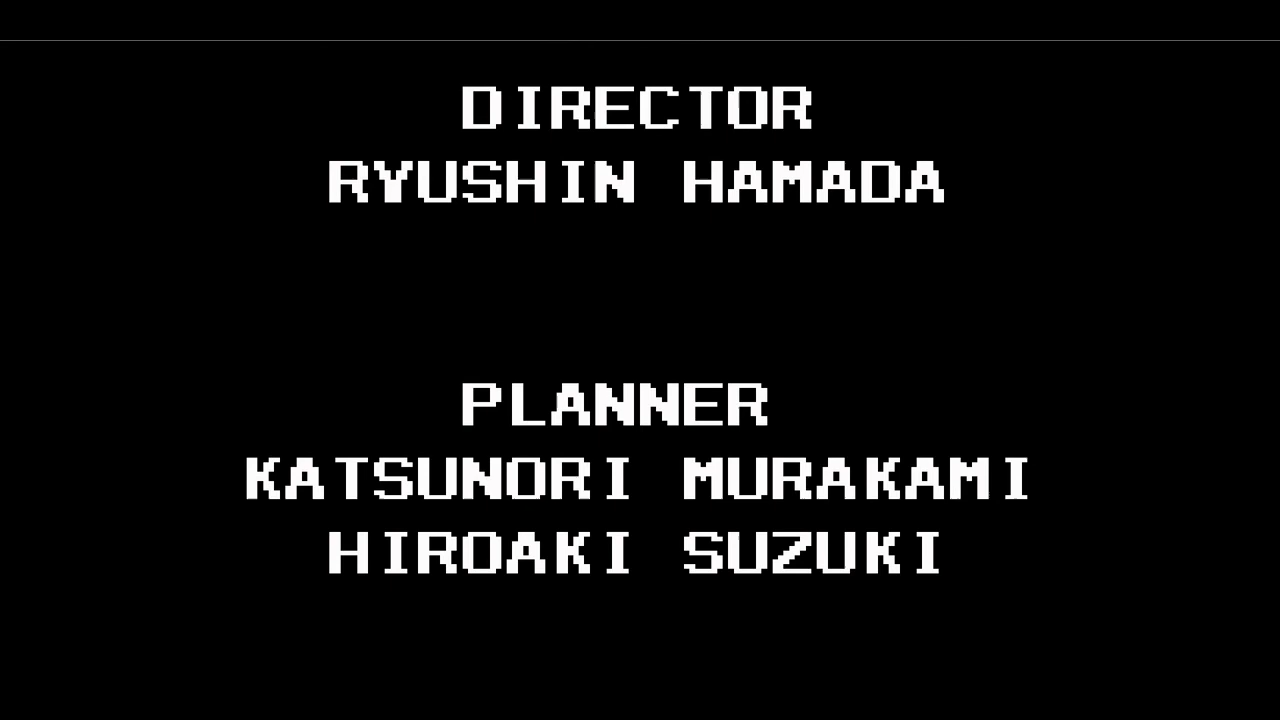 DIRECTOR
RYUSHIN HAMADA
PLANNER
KATSUNORI MURAKAMI
HIROAKI SUZUKI